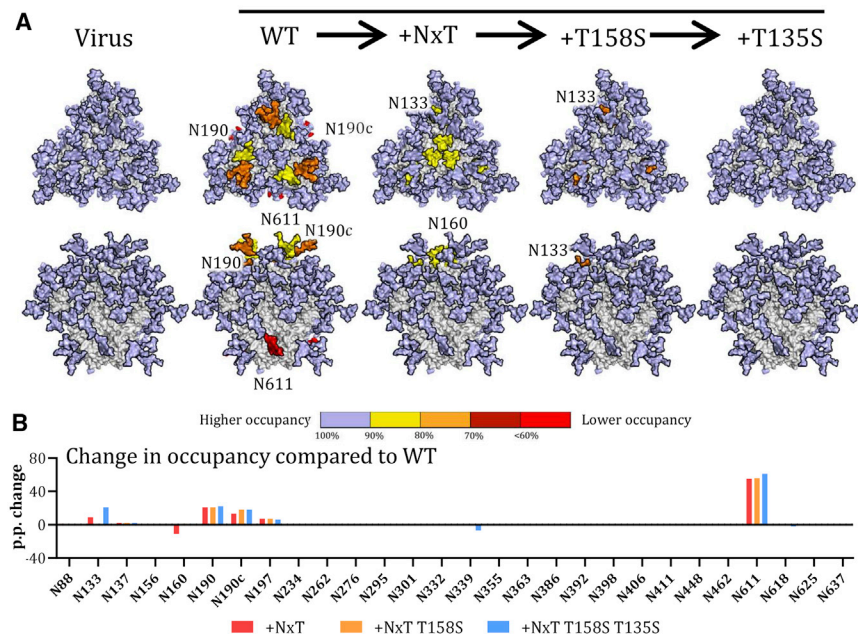 A
Virus
WT
+NxT
+T158S
+T135S
N133
N133
N190
N190c
N611
N190c
N160
N190
N133
N611
Higher occupancy
Lower occupancy
100%
90%
80%
70%
<60%
B
Change in occupancy compared to WT
p.p. change
80
40
0
-40
N88
N133
N137
N156
N160
N190
N190c
N197
N234
N262
N276
N295
N301
N332
N339
N355
N363
N386
N392
N398
N406
N411
N448
N462
N611
N618
N625
N637
+NxT
+NxT T158S
+NxT T158S T135S